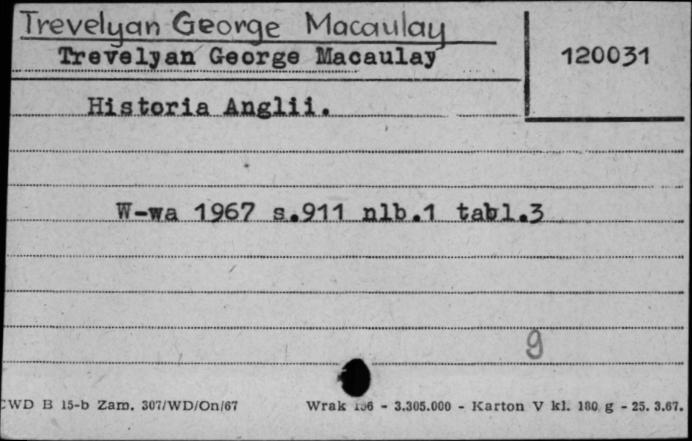 Trevelyan George Macaulay
Trevelyan George Macaulay
120031
Historia Anglii.
W-wa 1967 s.911 nlb.1 tabl.3
9
WD B 15-b Zam. 307/WD/On/67 Wrak - 3.305.000 - Karton V kl. 180 g - 25. 3.67.